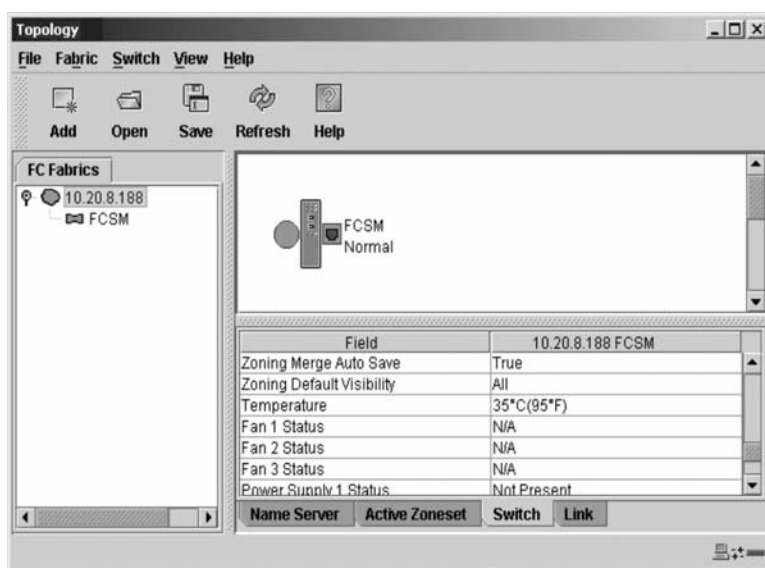 Topology
File Fabric Switch View Help
Add Open Save Refresh Help
FC Fabrics
10.20.8.188
FCSM
FCSM
Normal
Field 10.20.8.188 FCSM
Zoning Merge Auto Save True
Zoning Default Visibility All
Temperature 35°C(95°F)
Fan 1 Status N/A
Fan 2 Status N/A
Fan 3 Status N/A
Power Supply 1 Status Not Present
Name Server Active Zoneset Switch Link